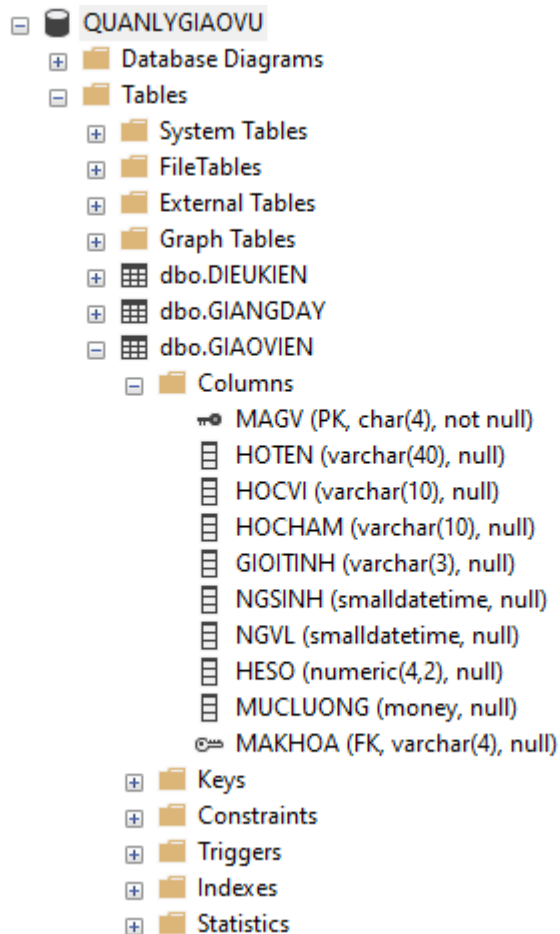 QUANLYGIAOVU
Database Diagrams
Tables
System Tables
FileTables
External Tables
Graph Tables
dbo.DIEUKIEN
dbo.GIANGDAY
dbo.GIAOVIEN
Columns
MAGV (PK, char(4), not null)
HOTEN (varchar(40), null)
HOCVI (varchar(10), null)
HOCHAM (varchar(10), null)
GIOITINH (varchar(3), null)
NGSINH (smalldatetime, null)
NGVL (smalldatetime, null)
HESO (numeric(4,2), null)
MUCLUONG (money, null)
MAKHOA (FK, varchar(4), null)
Keys
Constraints
Triggers
Indexes
Statistics